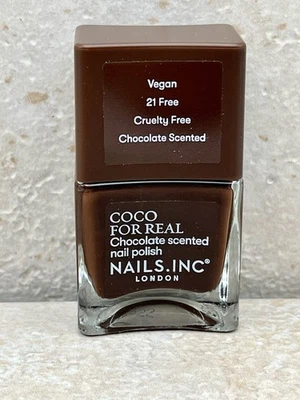 Vegan
21 Free
Cruelty Free
Chocolate Scented
COCO
FOR REAL
Chocolate scented
nail polish
NAILS.INC®
LONDON